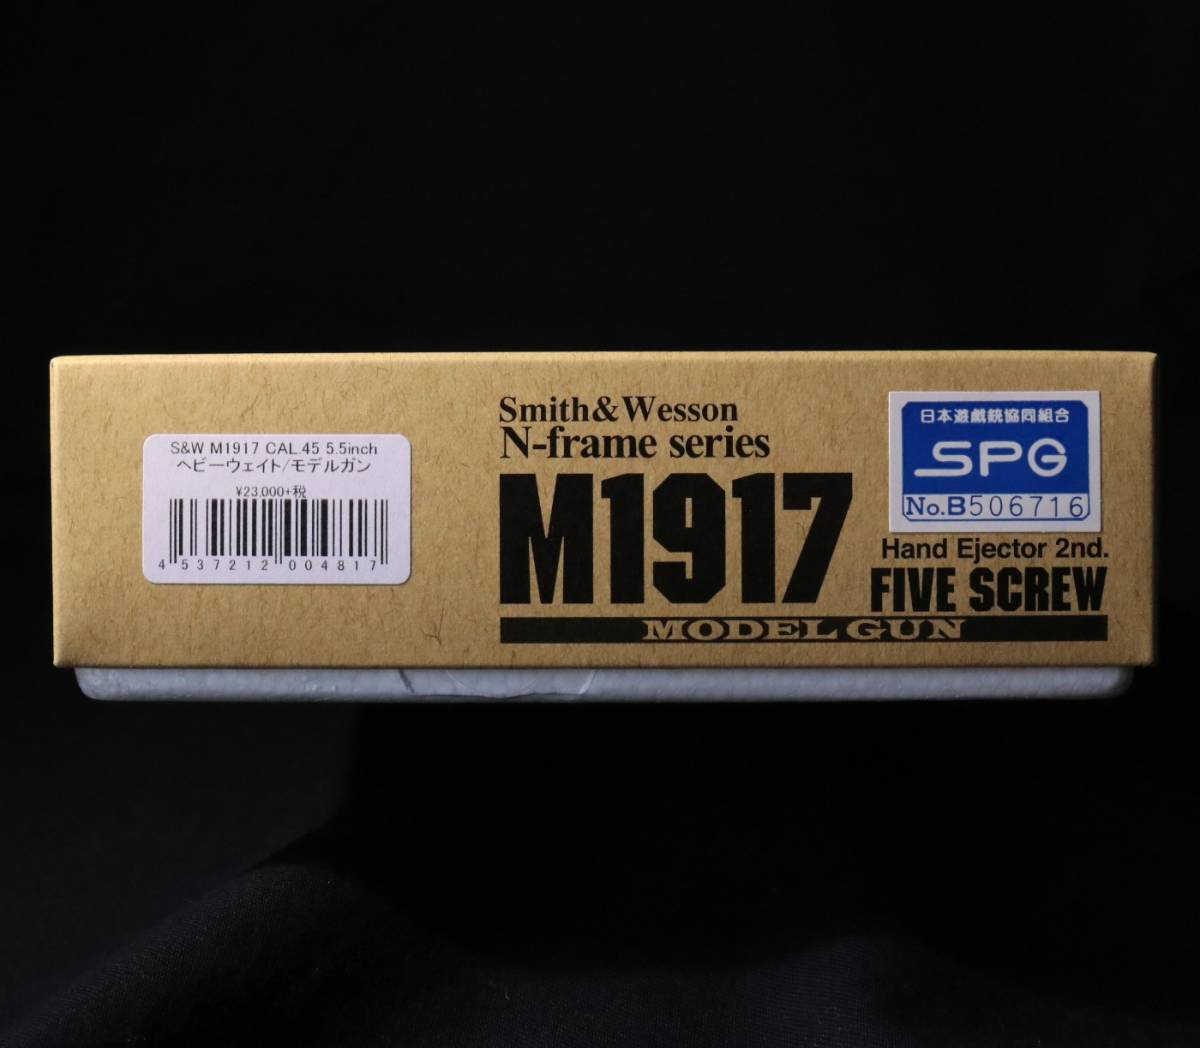 S&W M1917 CAL.45 5.5inch
ヘビーウェイト/モデルガン
¥23,000+税
4 537212 004817
Smith&Wesson
N-frame series
M1917
MODEL GUN
日本遊戯銃協同組合
SPG
No.B506716
Hand Ejector 2nd.
FIVE SCREW